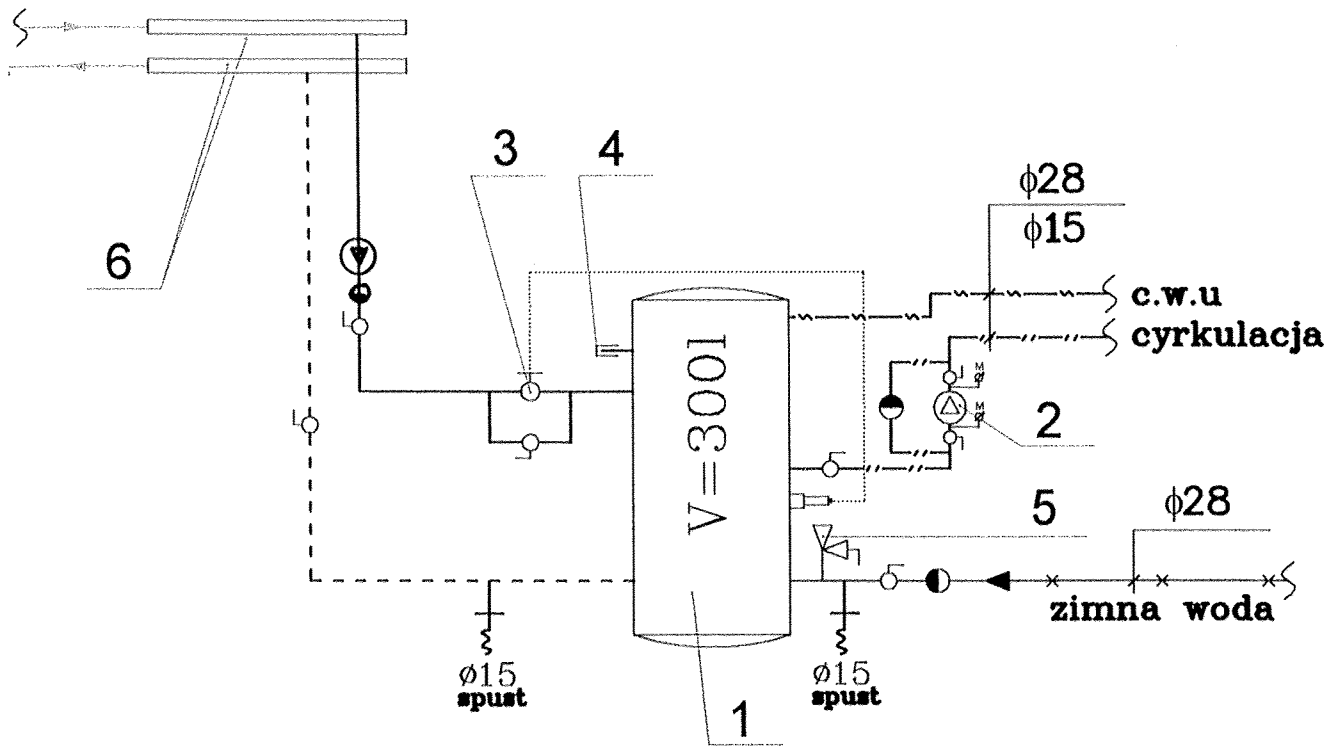 3
4
ϕ28
ϕ15
6
c.w.u
cyrkulacja
M
M
2
V=300l
5
ϕ28
zimna woda
ø15
spust
ø15
spust
1